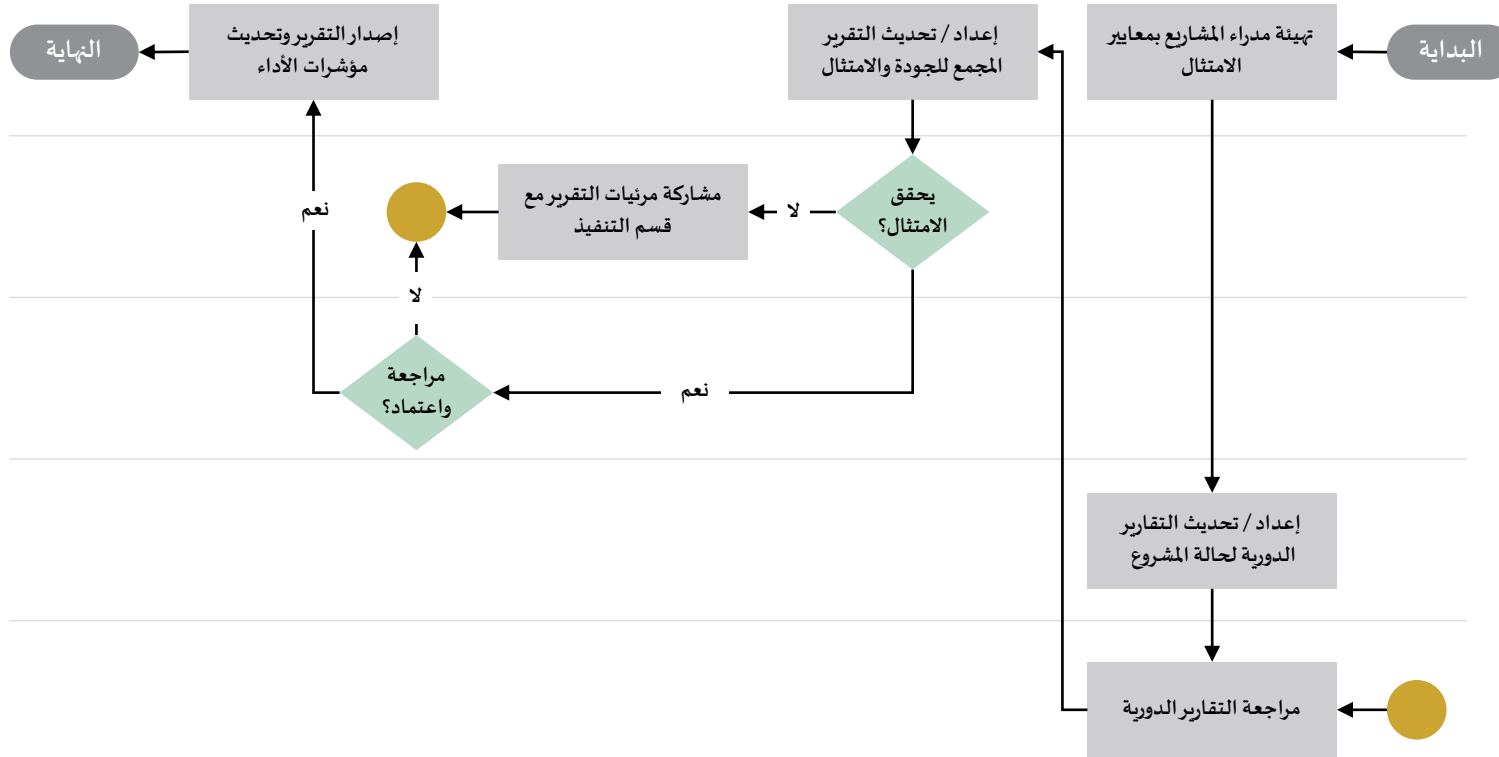 البداية
تهيئة مدراء المشاريع بمعايير
الامتثال
إعداد / تحديث التقرير
المجمع للجودة والامتثال
إصدار التقرير وتحديث
مؤشرات الأداء
النهاية
يحقق
الامتثال؟
لا
مشاركة مرئيات التقرير مع
قسم التنفيذ
نعم
لا
مراجعة
واعتماد؟
نعم
إعداد / تحديث التقارير
الدورية لحالة المشروع
مراجعة التقارير الدورية